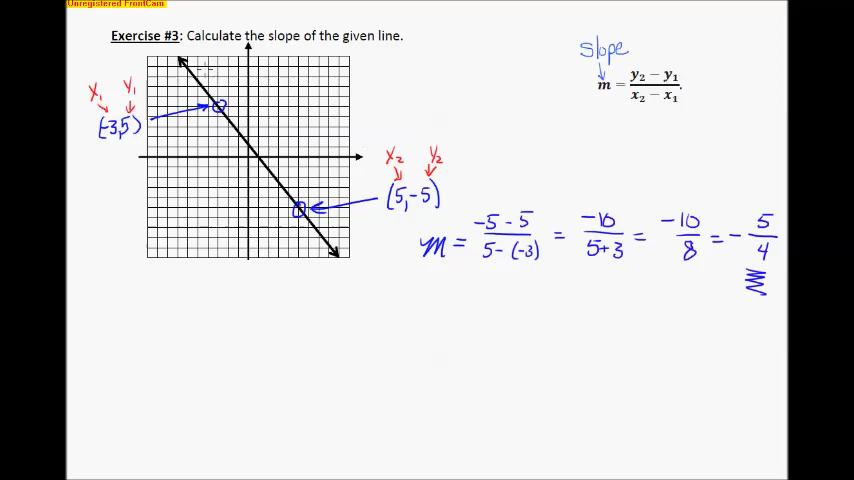 Unregistered FrontCam
Exercise #3: Calculate the slope of the given line.
slope
m = y₂ − y₁ / x₂ − x₁.
x₁ y₁
(-3,5)
x₂ y₂
(5,-5)
m = -5 - 5 / 5 - (-3) = -10 / 5+3 = -10 / 8 = - 5 / 4